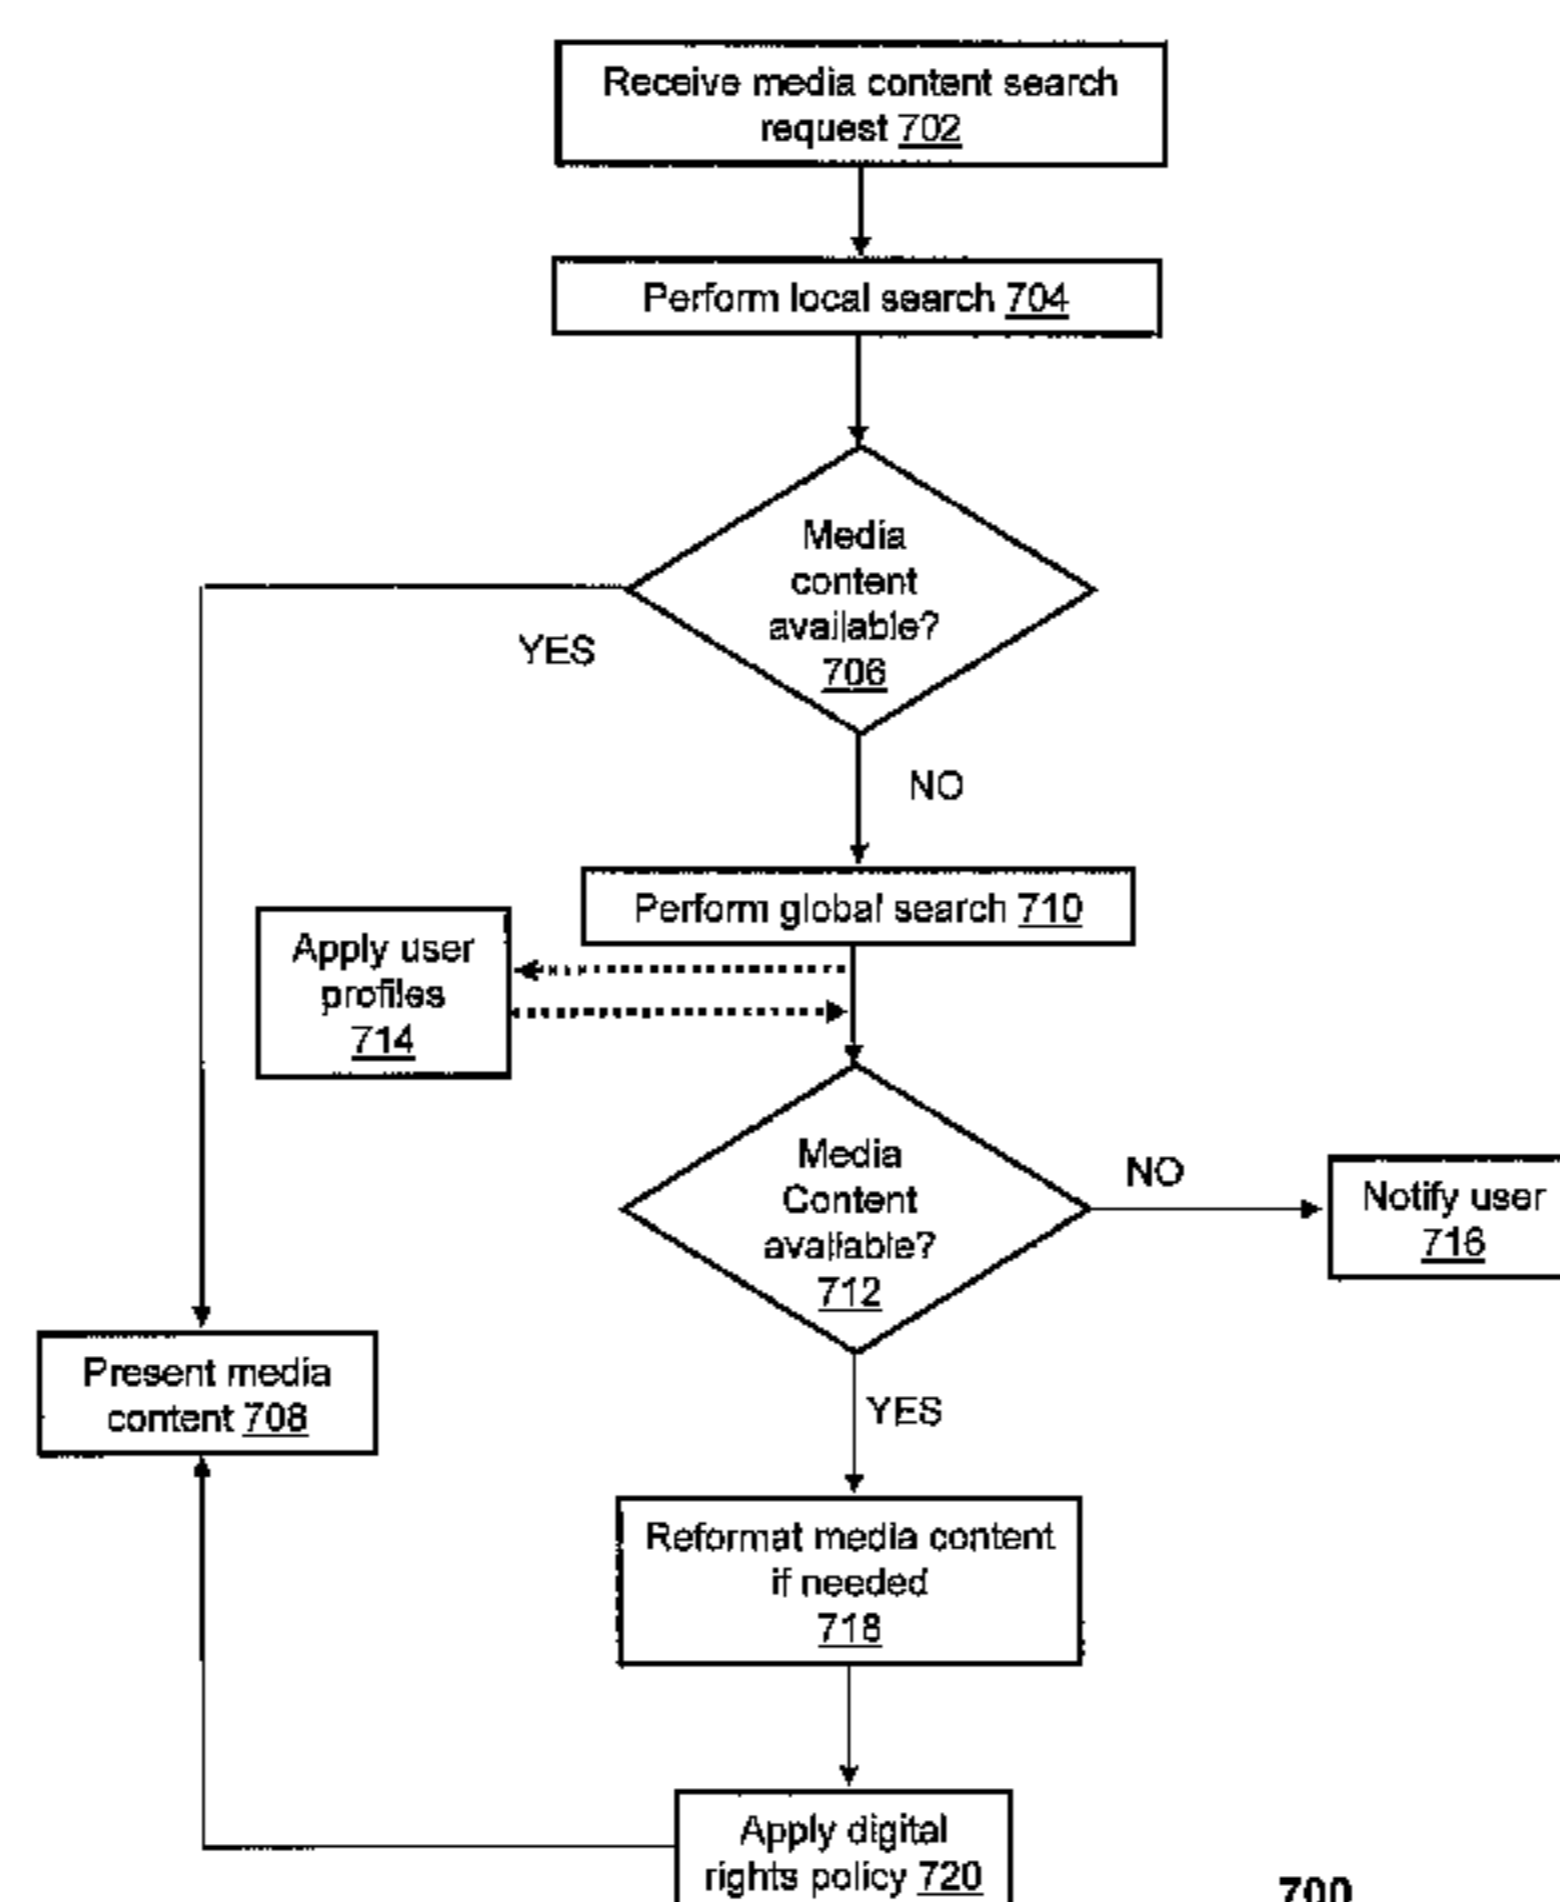 Receive media content search
request 702
Perform local search 704
Media
content
available?
706
YES
NO
Perform global search 710
Apply user
profiles
714
Media
Content
available?
712
NO
Notify user
716
Present media
content 708
YES
Reformat media content
if needed
718
Apply digital
rights policy 720
700